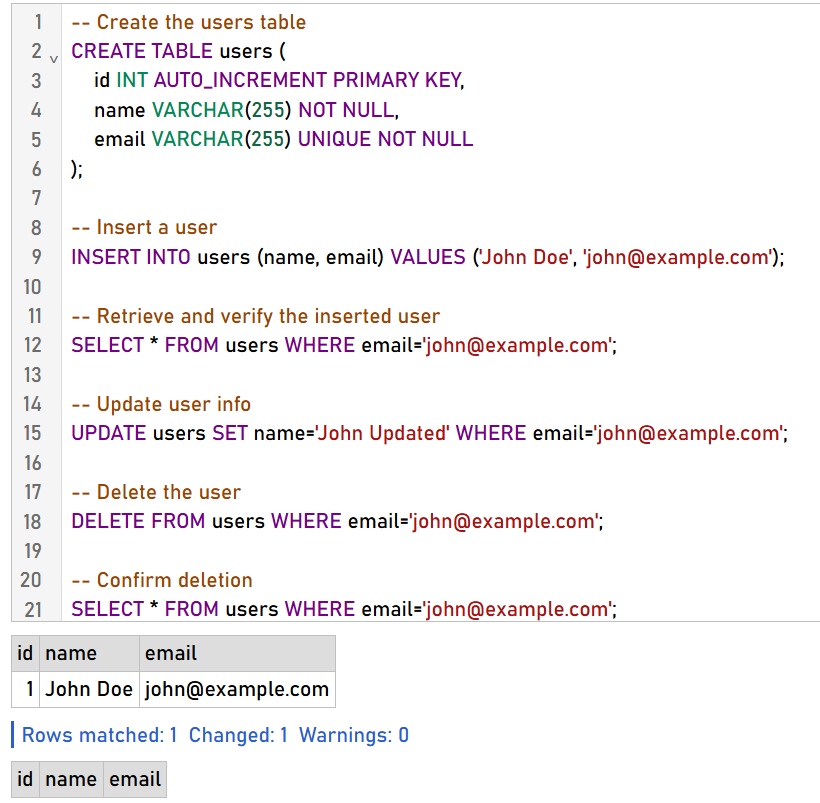 1 -- Create the users table
2 CREATE TABLE users (
3 id INT AUTO_INCREMENT PRIMARY KEY,
4 name VARCHAR(255) NOT NULL,
5 email VARCHAR(255) UNIQUE NOT NULL
6 );
7
8 -- Insert a user
9 INSERT INTO users (name, email) VALUES ('John Doe', 'john@example.com');
10
11 -- Retrieve and verify the inserted user
12 SELECT * FROM users WHERE email='john@example.com';
13
14 -- Update user info
15 UPDATE users SET name='John Updated' WHERE email='john@example.com';
16
17 -- Delete the user
18 DELETE FROM users WHERE email='john@example.com';
19
20 -- Confirm deletion
21 SELECT * FROM users WHERE email='john@example.com';
id name email
1 John Doe john@example.com
Rows matched: 1 Changed: 1 Warnings: 0
id name email